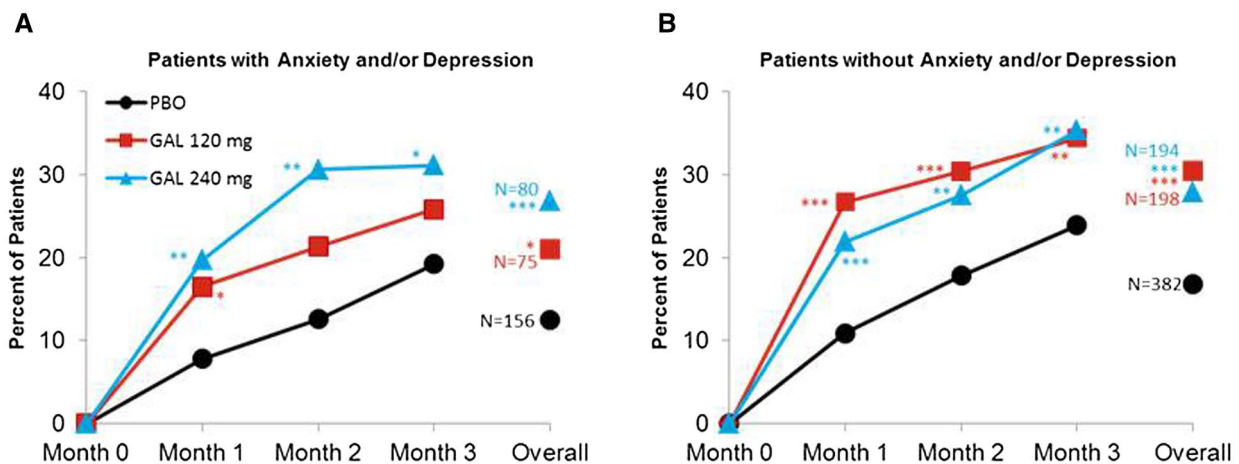 A
Patients with Anxiety and/or Depression
Percent of Patients
40
30
20
10
0
PBO
GAL 120 mg
GAL 240 mg
**
*
**
*
N=80
***
*
N=75
N=156
Month 0 Month 1 Month 2 Month 3 Overall
B
Patients without Anxiety and/or Depression
Percent of Patients
40
30
20
10
0
***
***
***
**
**
**
N=194
***
***
N=198
N=382
Month 0 Month 1 Month 2 Month 3 Overall